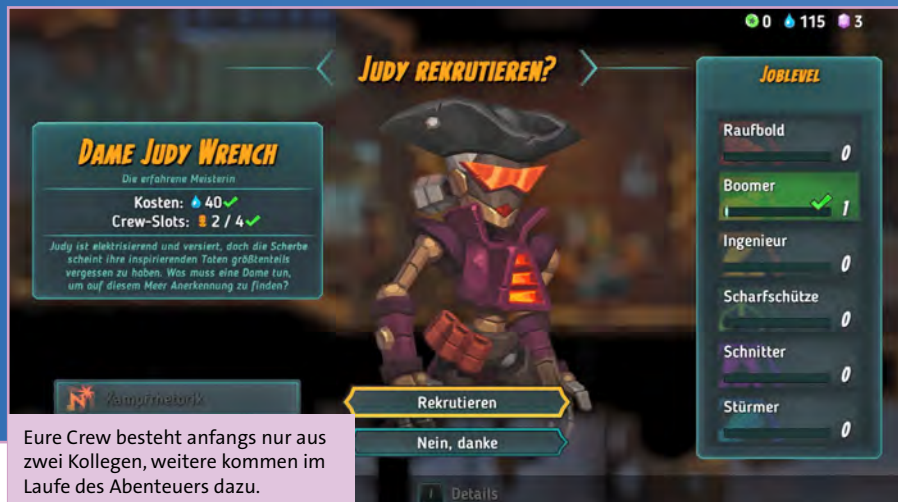 0 115 3
JUDY REKRUTIEREN?
DAME JUDY WRENCH
Die erfahrene Meisterin
Kosten: 40
Crew-Slots: 2 / 4
Judy ist elektrisierend und versiert, doch die Scherbe
scheint ihre inspirierenden Taten größtenteils
vergessen zu haben. Was muss eine Dame tun,
um auf diesem Meer Anerkennung zu finden?
Kampfrhetorik
JOBLEVEL
Raufbold
0
Boomer
1
Ingenieur
0
Scharfschütze
0
Schnitter
0
Stürmer
0
Rekrutieren
Nein, danke
I Details
Eure Crew besteht anfangs nur aus
zwei Kollegen, weitere kommen im
Laufe des Abenteuers dazu.